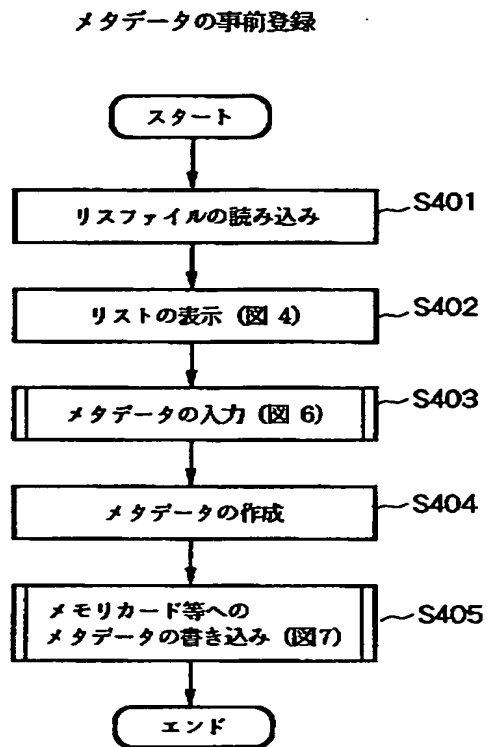 メタデータの事前登録
スタート
リスファイルの読み込み
S401
リストの表示 (図 4)
S402
メタデータの入力 (図 6)
S403
メタデータの作成
S404
メモリカード等への
メタデータの書き込み (図7)
S405
エンド